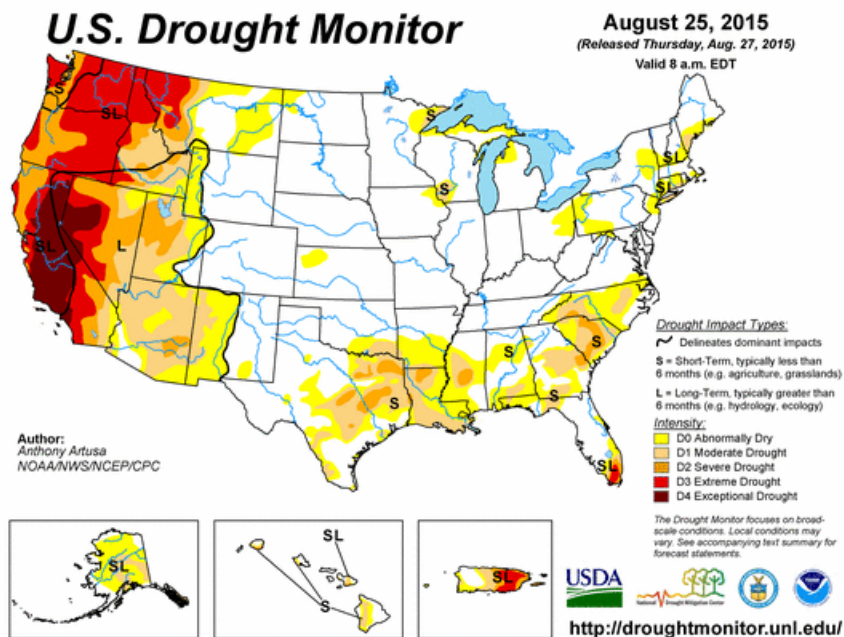 U.S. Drought Monitor
August 25, 2015
(Released Thursday, Aug. 27, 2015)
Valid 8 a.m. EDT
S
SL
SL
L
S
S
SL
SL
S
S
S
S
SL
Drought Impact Types:
Delineates dominant impacts
S = Short-Term, typically less than
6 months (e.g. agriculture, grasslands)
L = Long-Term, typically greater than
6 months (e.g. hydrology, ecology)
Intensity:
D0 Abnormally Dry
D1 Moderate Drought
D2 Severe Drought
D3 Extreme Drought
D4 Exceptional Drought
Author:
Anthony Artusa
NOAA/NWS/NCEP/CPC
The Drought Monitor focuses on broad-
scale conditions. Local conditions may
vary. See accompanying text summary for
forecast statements.
SL
SL
S
SL
USDA
National Drought Mitigation Center
http://droughtmonitor.unl.edu/